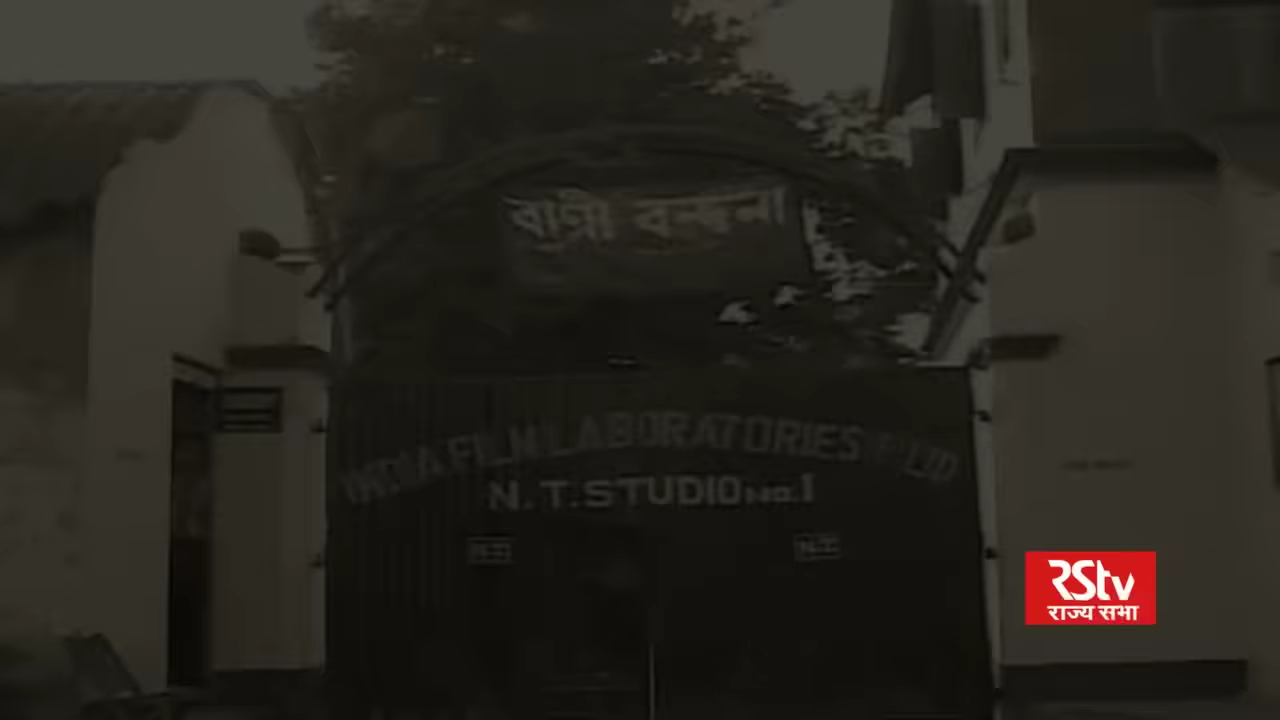 বাণী বন্দনা
INDIA FILM LABORATORIES P LTD
N. T. STUDIO No. 1
RStv
राज्य सभा